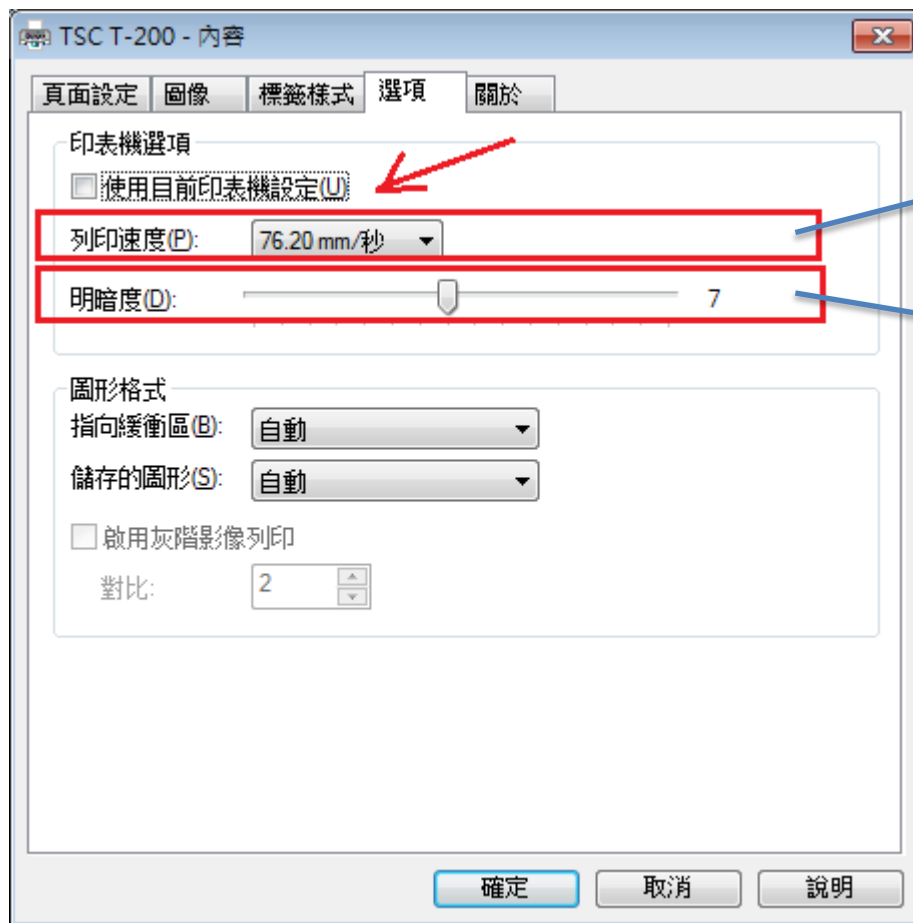 TSC T-200 - 內容
頁面設定 圖像 標籤樣式 選項 關於
印表機選項
使用目前印表機設定(U)
列印速度(P): 76.20 mm/秒
明暗度(D): 7
圖形格式
指向緩衝區(B): 自動
儲存的圖形(S): 自動
啟用灰階影像列印
對比: 2
確定 取消 說明